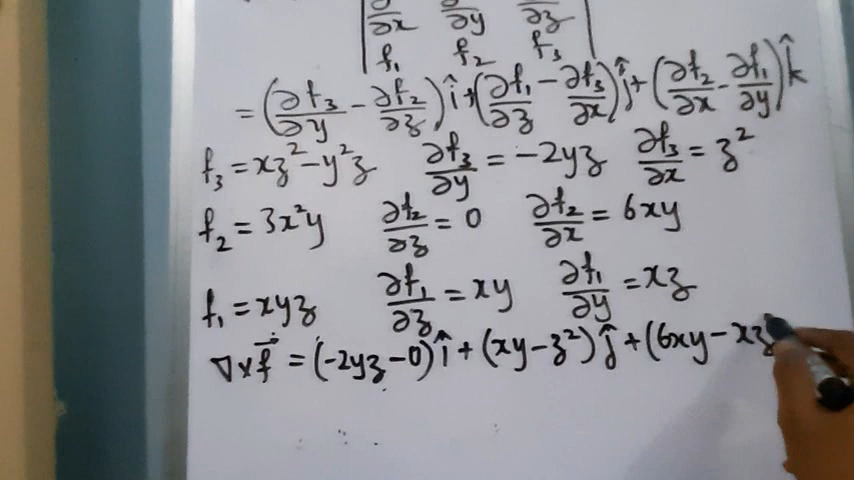 ∂/∂x ∂/∂y ∂/∂z
f₁ f₂ f₃
= (∂f₃/∂y - ∂f₂/∂z) î + (∂f₁/∂z - ∂f₃/∂x) ĵ + (∂f₂/∂x - ∂f₁/∂y) k̂
f₃ = xz² - y²z ∂f₃/∂y = -2yz ∂f₃/∂x = z²
f₂ = 3x²y ∂f₂/∂z = 0 ∂f₂/∂x = 6xy
f₁ = xyz ∂f₁/∂z = xy ∂f₁/∂y = xz
∇×f⃗ = (-2yz - 0) î + (xy - z²) ĵ + (6xy - xz